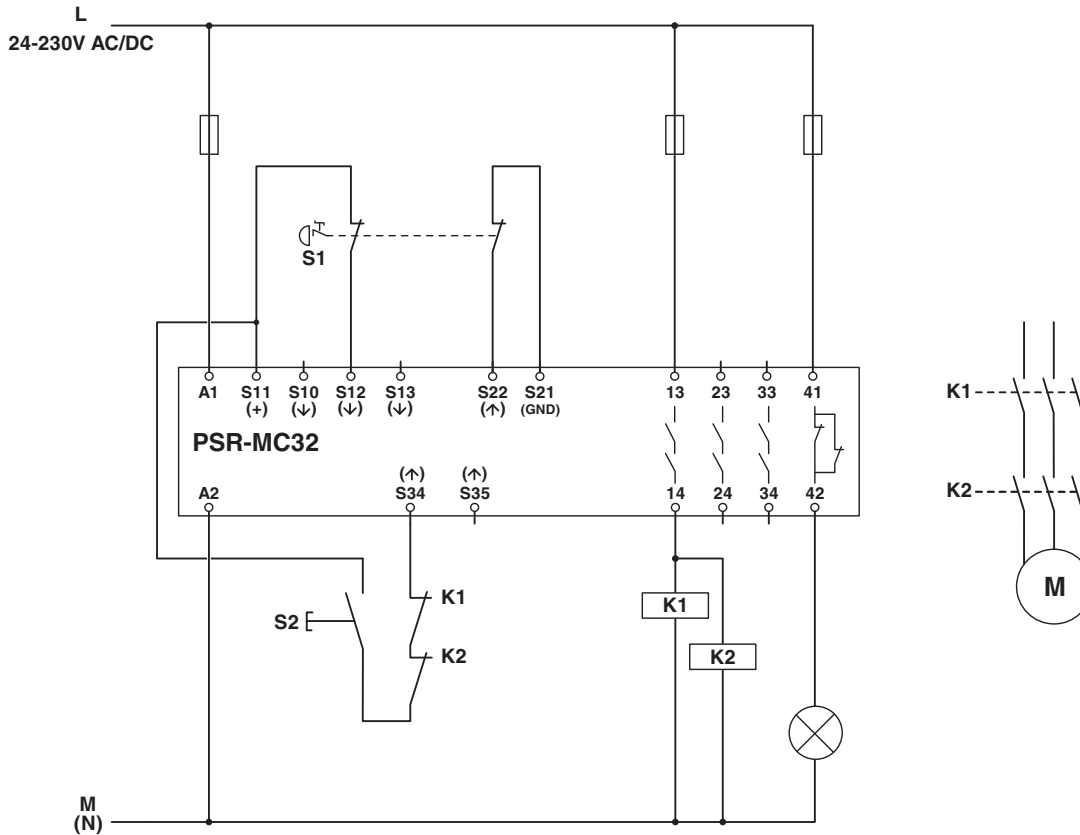 L
24-230V AC/DC
S1
A1 S11 S10 S12 S13 S22 S21 13 23 33 41
(+) (↓) (↓) (↓) (↑) (GND)
PSR-MC32
(↑) (↑)
A2 S34 S35 14 24 34 42
K1
K2
S2
K1
K2
K1
K2
M
M
(N)